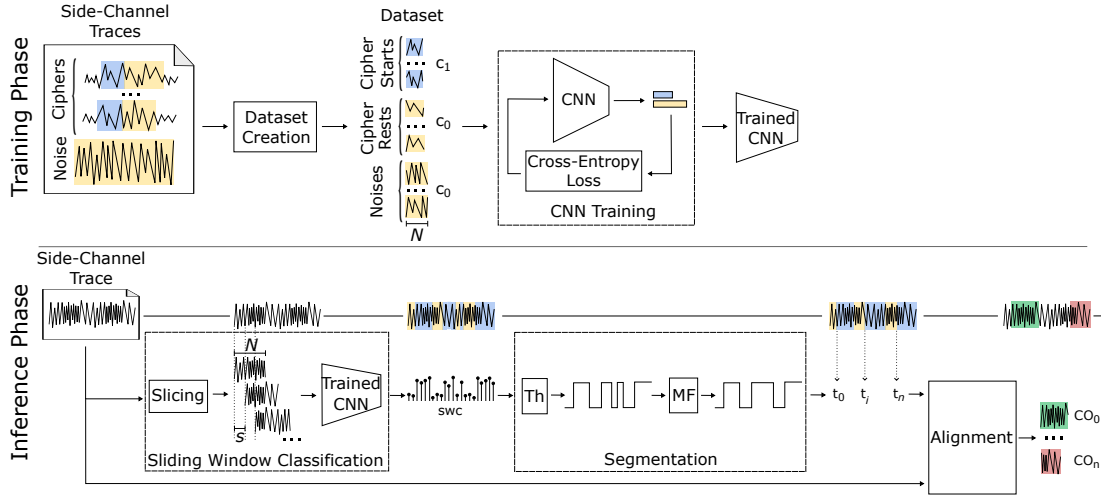 Training Phase
Side-Channel
Traces
Ciphers
Noise
Dataset
Creation
Dataset
Cipher
Starts
c1
Cipher
Rests
c0
Noises
c0
N
CNN
Cross-Entropy
Loss
CNN Training
Trained
CNN
Inference Phase
Side-Channel
Trace
Slicing
N
s
Trained
CNN
Sliding Window Classification
swc
Th
MF
Segmentation
t0
ti
tn
Alignment
CO0
COn